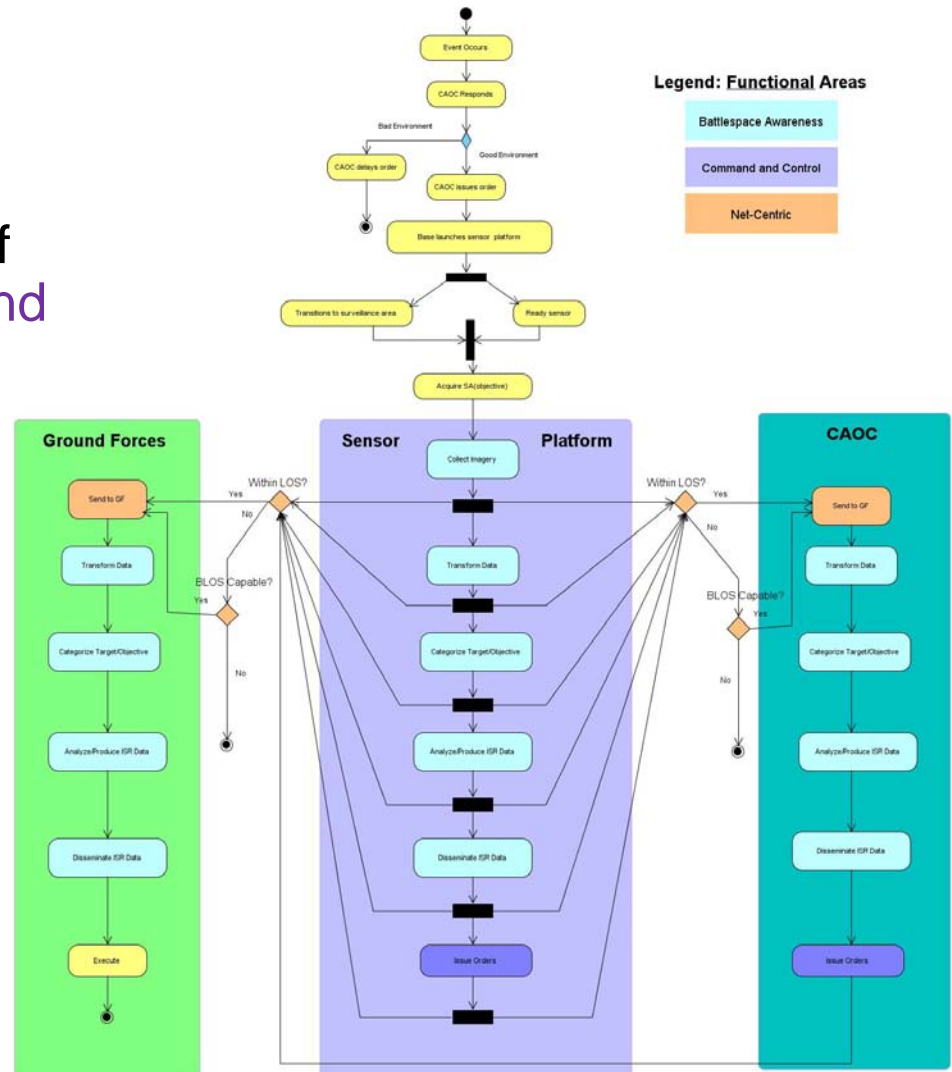 Event Occurs
CAOC Responds
Bad Environment
Good Environment
CAOC delays order
CAOC issues order
Base launches sensor platform
Transitions to surveillance area
Ready sensor
Acquire SA(objective)
Legend: Functional Areas
Battlespace Awareness
Command and Control
Net-Centric
f
nd
Ground Forces
Send to GF
Transform Data
Categorize Target/Objective
Analyze/Produce ISR Data
Disseminate ISR Data
Execute
Within LOS?
Yes
No
BLOS Capable?
Yes
No
Sensor Platform
Collect Imagery
Transform Data
Categorize Target/Objective
Analyze/Produce ISR Data
Disseminate ISR Data
Issue Orders
Within LOS?
Yes
No
BLOS Capable?
Yes
No
CAOC
Send to GF
Transform Data
Categorize Target/Objective
Analyze/Produce ISR Data
Disseminate ISR Data
Issue Orders